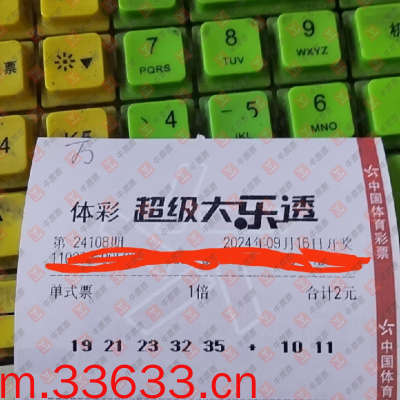 票
7
PQRS
8
TUV
9
WXYZ
4
5
JKL
6
MNO
万
体彩 超级大乐透
第 24108期 2024年09月16日开奖
单式票 1倍 合计2元
19 21 23 32 35 + 10 11
中国体育彩票
中国体育
m.33633.cn